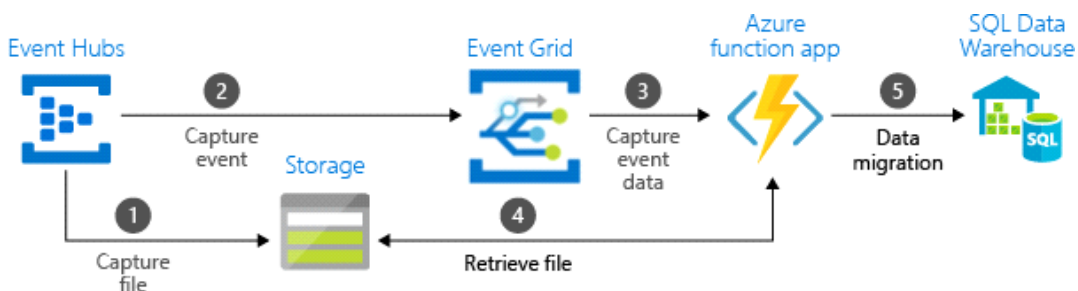 Event Hubs
2
Capture
event
1
Capture
file
Storage
Event Grid
3
Capture
event
data
4
Retrieve file
Azure
function app
5
Data
migration
SQL Data
Warehouse
SQL